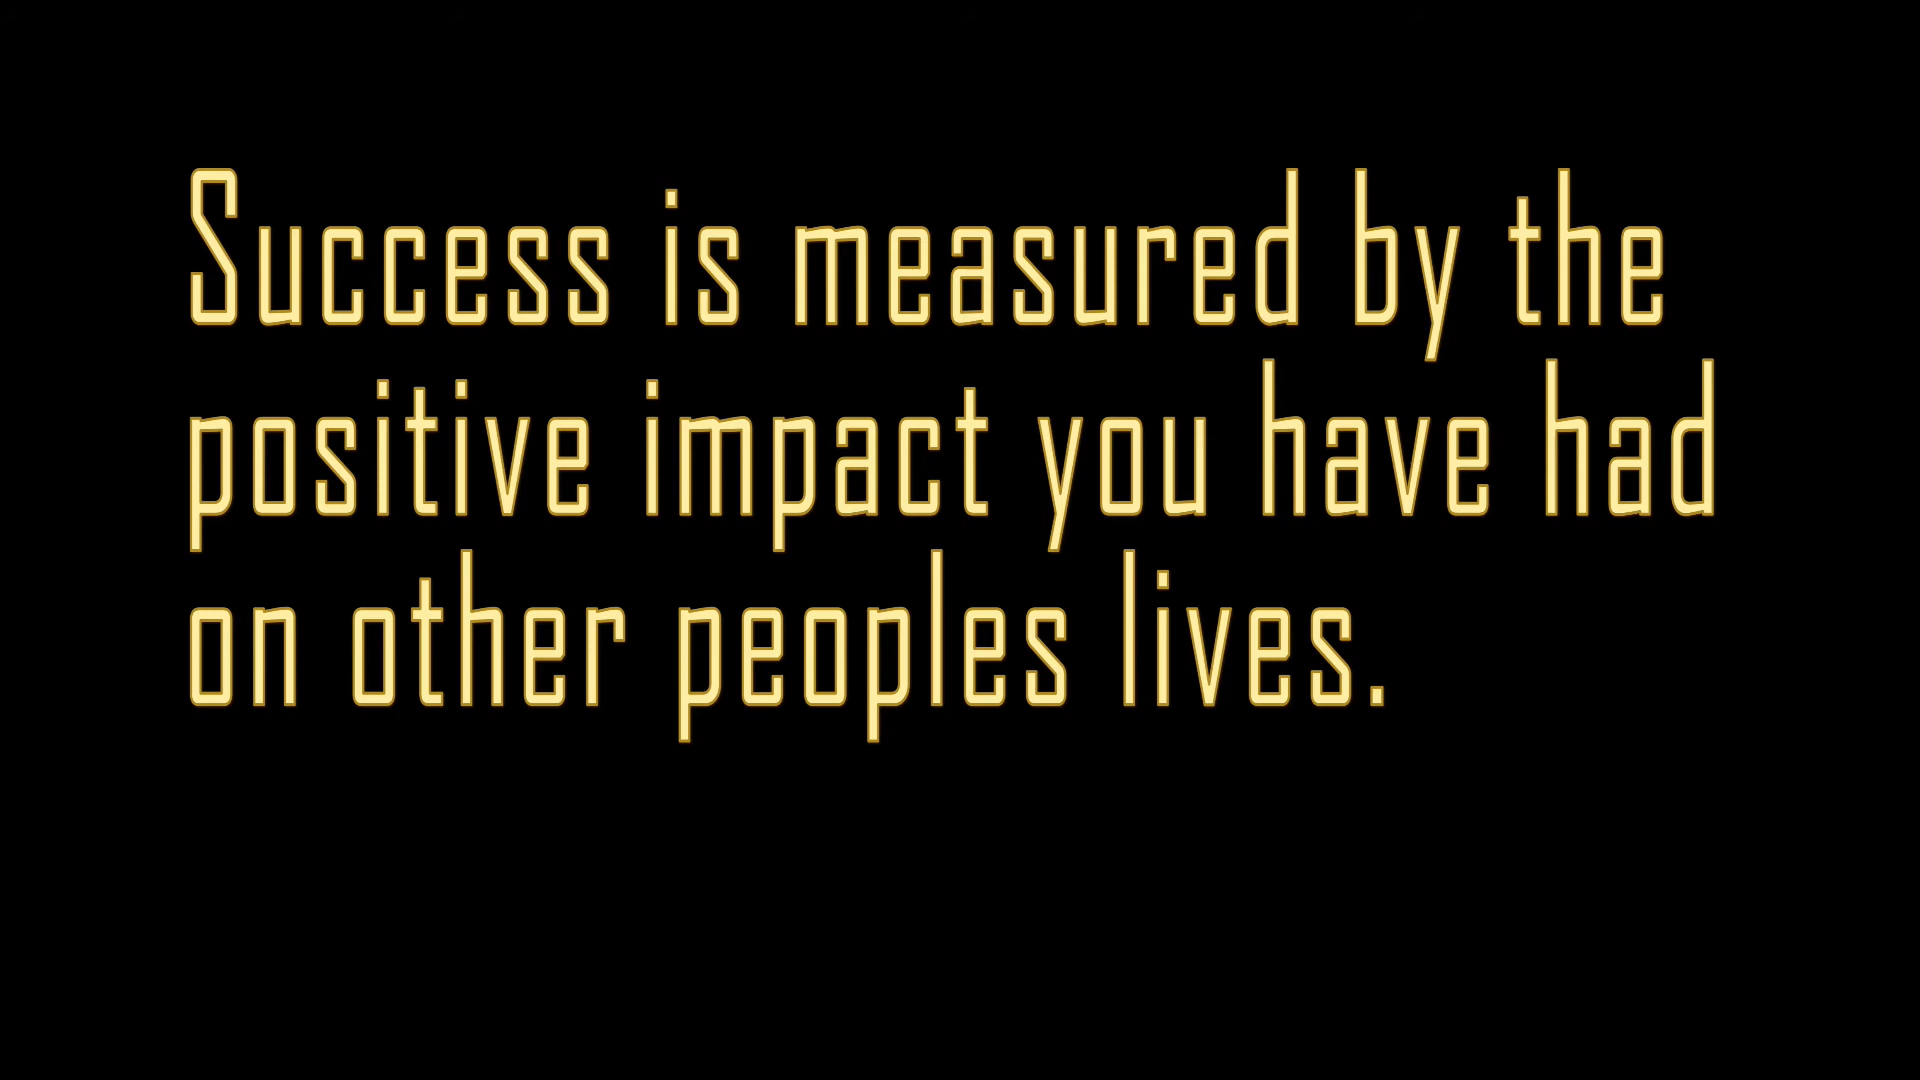 Success is measured by the
positive impact you have had
on other peoples lives.